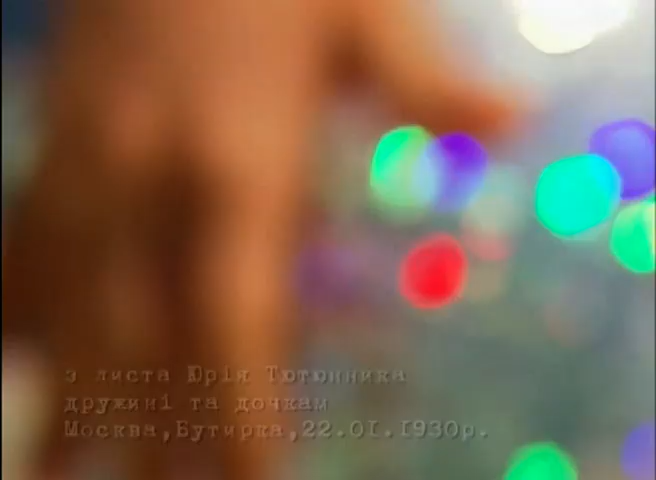 з листа Юрія Тютюнника
дружині та дочкам
Москва,Бутирка,22.01.1930р.